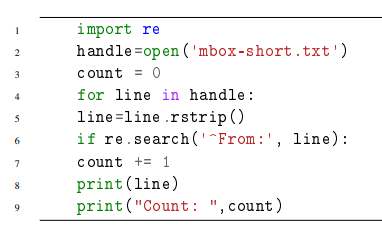 1 import re
2 handle=open('mbox-short.txt')
3 count = 0
4 for line in handle:
5 line=line.rstrip()
6 if re.search('^From:', line):
7 count += 1
8 print(line)
9 print("Count: ",count)